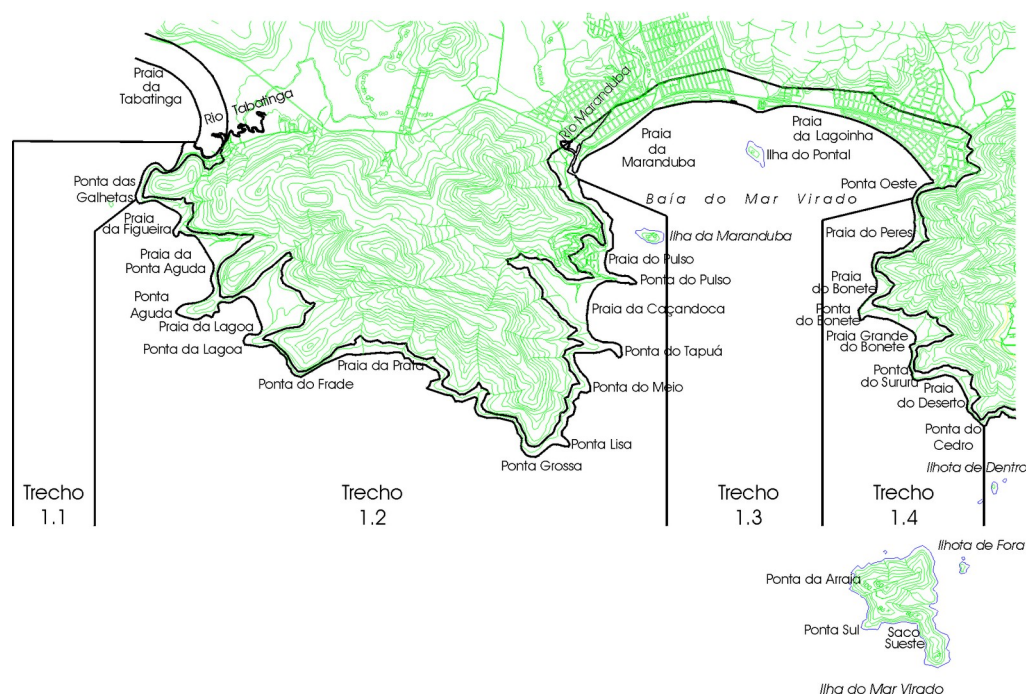 Praia
da
Tabatinga
Rio Tabatinga
Rio Maranduba
Praia
da
Maranduba
Praia
da Lagoinha
Ilha do Pontal
Ponta das
Galhetas
Ponta Oeste
Baía do Mar Virado
Praia
da Figueira
Ilha da Maranduba
Praia do Peres
Praia da
Ponta Aguda
Praia do Pulso
Ponta do Pulso
Praia
do Bonete
Ponta
Aguda
Praia da Caçandoca
Ponta
do Bonete
Praia da Lagoa
Praia Grande
do Bonete
Ponta da Lagoa
Ponta do Tapuá
Praia da Prata
Ponta
do Sururu
Ponta do Frade
Ponta do Meio
Praia
do Deserto
Ponta do
Cedro
Ponta Lisa
Ponta Grossa
Ilhota de Dentro
Trecho
1.1
Trecho
1.2
Trecho
1.3
Trecho
1.4
Ilhota de Fora
Ponta da Arraia
Ponta Sul
Saco
Sueste
Ilha do Mar Virado